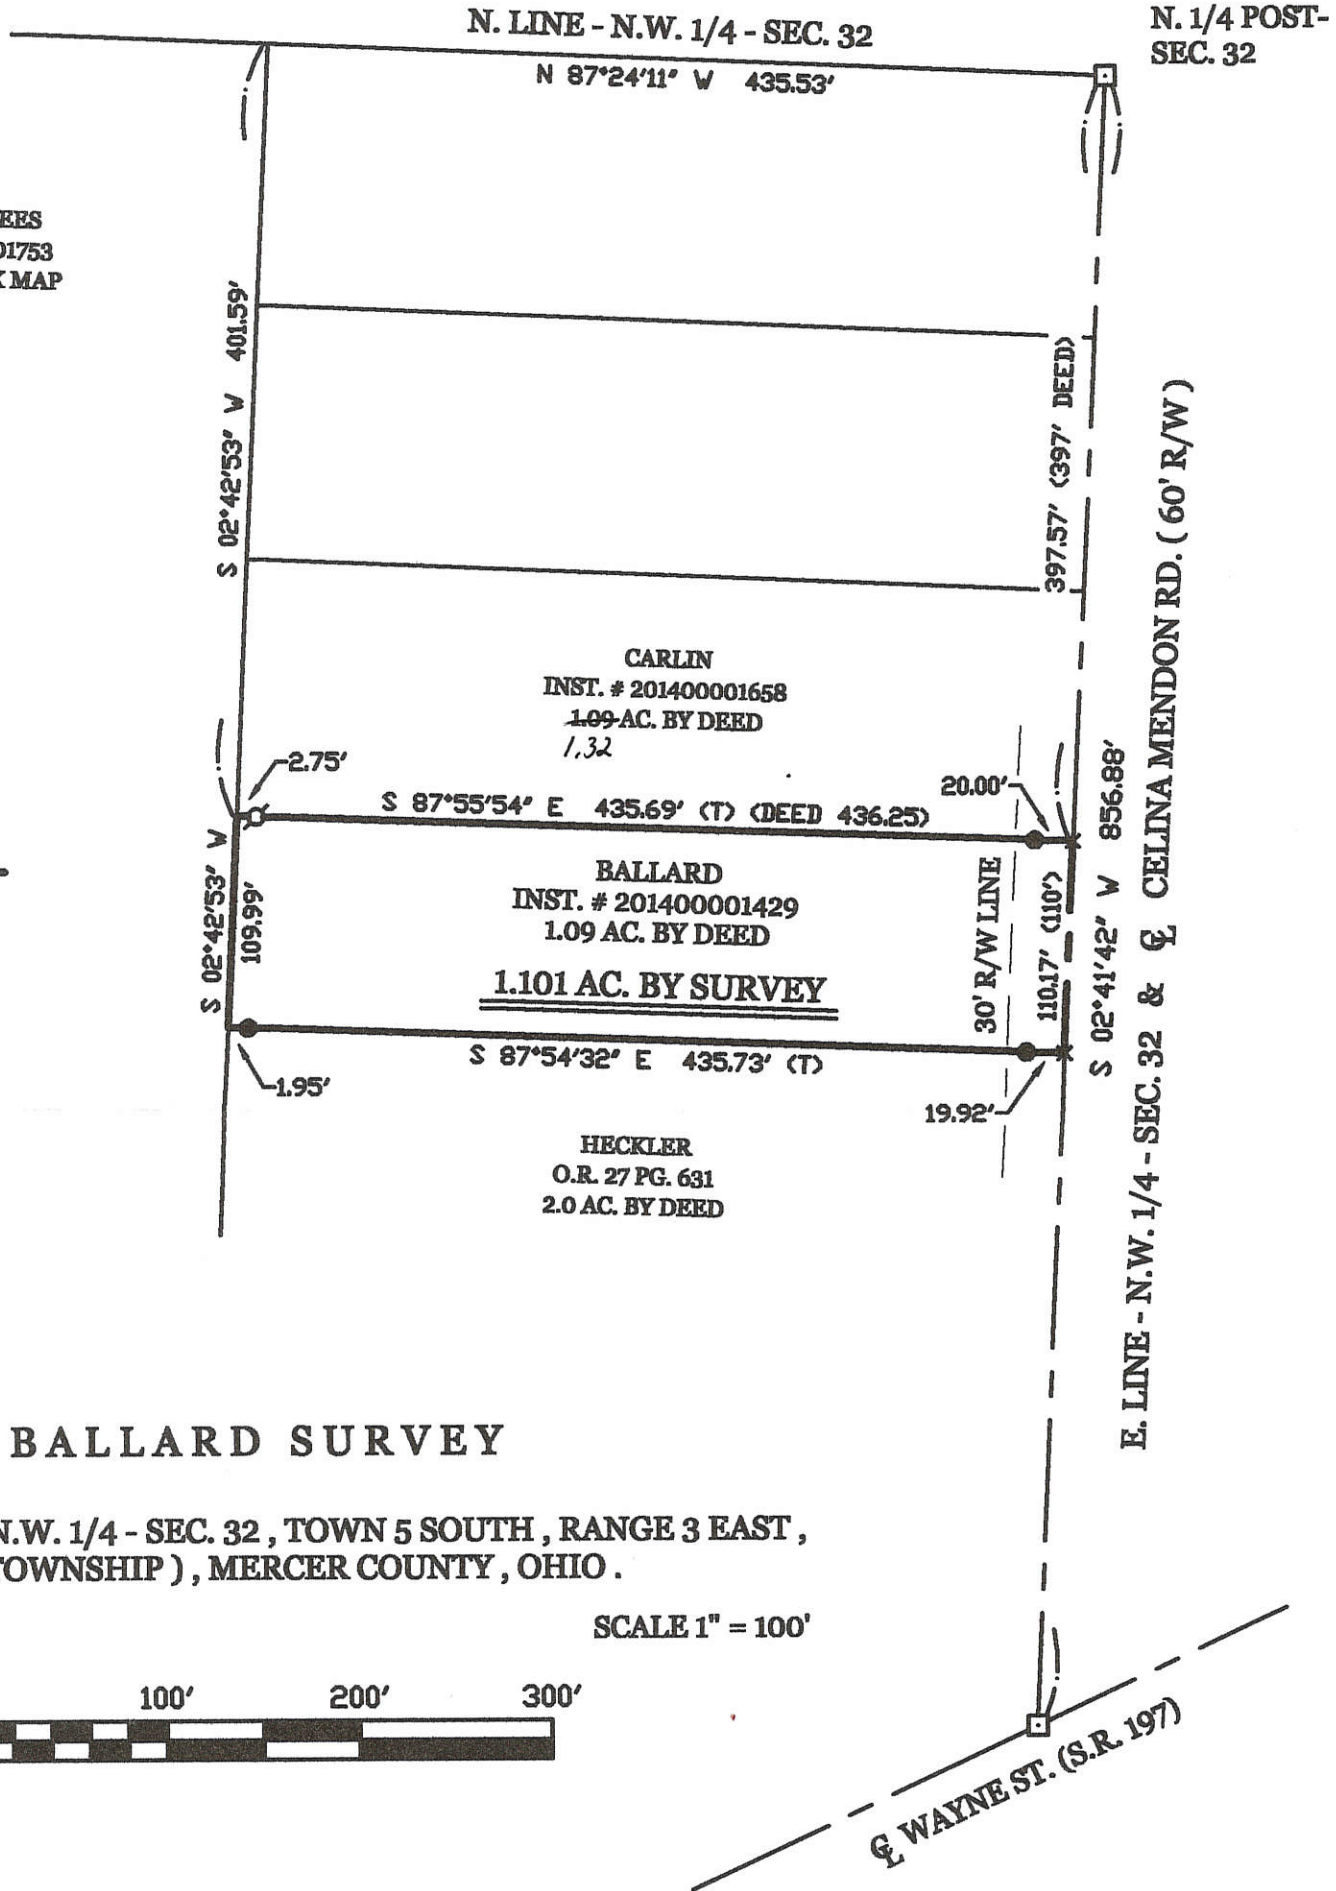 N. LINE - N.W. 1/4 - SEC. 32
N. 1/4 POST-
SEC. 32
N 87°24'11" W 435.53'
EES
01753
MAP
S 02°42'53" W 401.59'
397.57' (397' DEED)
CARLIN
INST. # 201400001658
1.09 AC. BY DEED
1.32
2.75'
S 87°55'54" E 435.69' (T) (DEED 436.25)
20.00'
BALLARD
INST. # 201400001429
1.09 AC. BY DEED
1.101 AC. BY SURVEY
S 02°42'53" W
109.99'
30' R/W LINE
110.17' (110')
S 02°41'42" W 856.88'
E. LINE - N.W. 1/4 - SEC. 32 & ℄ CELINA MENDON RD. ( 60' R/W )
S 87°54'32" E 435.73' (T)
1.95'
19.92'
HECKLER
O.R. 27 PG. 631
2.0 AC. BY DEED
BALLARD SURVEY
N.W. 1/4 - SEC. 32 , TOWN 5 SOUTH , RANGE 3 EAST ,
TOWNSHIP ) , MERCER COUNTY , OHIO .
SCALE 1" = 100'
100' 200' 300'
℄ WAYNE ST. (S.R. 197)